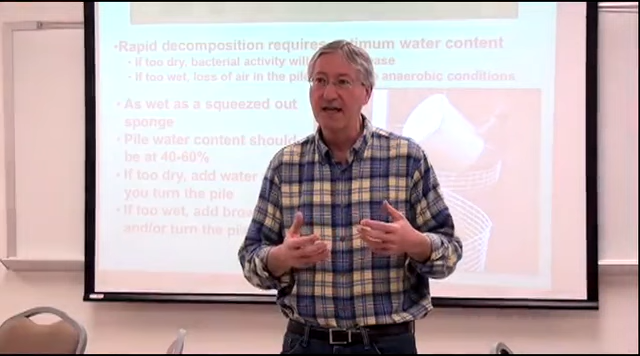 •Rapid decomposition requires optimum water content
• If too dry, bacterial activity will ease
• If too wet, loss of air in the pile anaerobic conditions
• As wet as a squeezed out
sponge
• Pile water content should
be at 40-60%
• If too dry, add water
you turn the pile
• If too wet, add
and/or turn the pile